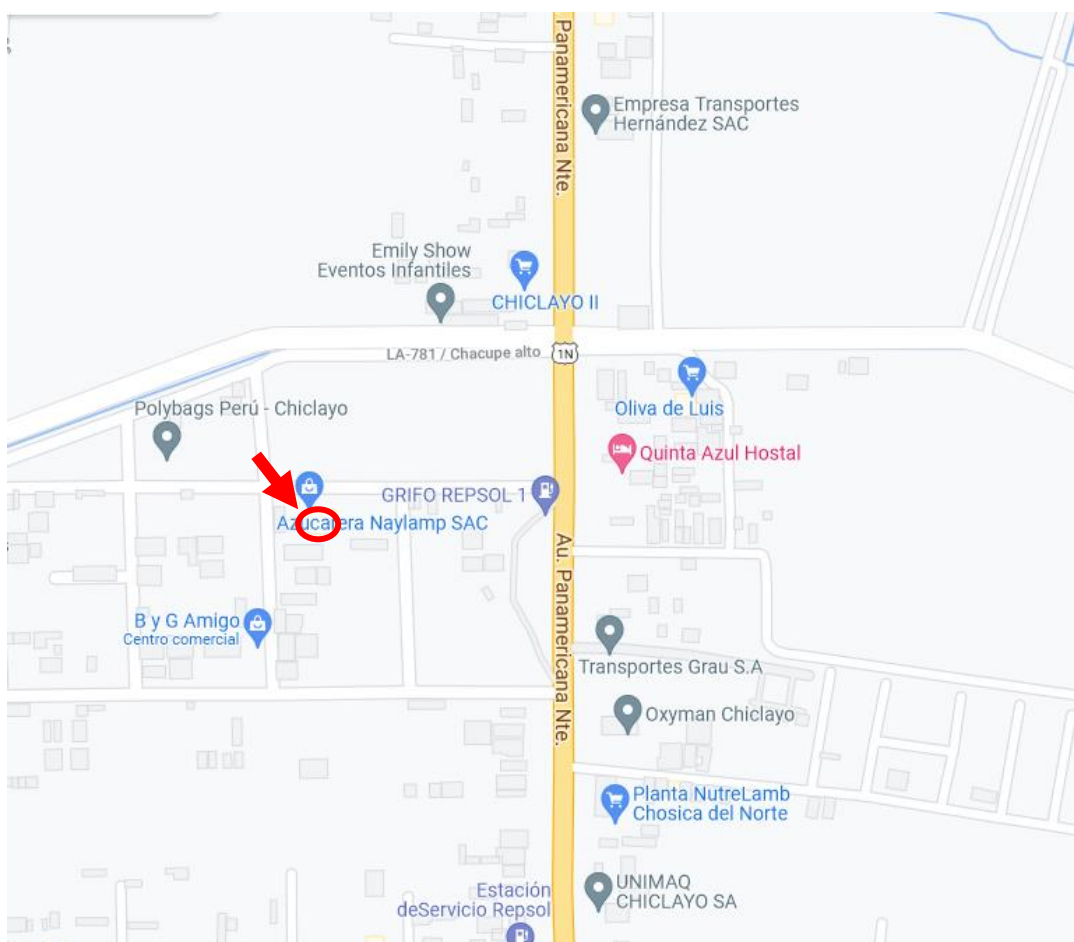 Panamericana Nte.
Empresa Transportes
Hernández SAC
Emily Show
Eventos Infantiles
CHICLAYO II
LA-781 / Chacupe alto
1N
Polybags Perú - Chiclayo
Oliva de Luis
Quinta Azul Hostal
GRIFO REPSOL 1
Azucarera Naylamp SAC
Au. Panamericana Nte.
B y G Amigo
Centro comercial
Transportes Grau S.A
Oxyman Chiclayo
Planta NutreLamb
Chosica del Norte
UNIMAQ
CHICLAYO SA
Estación
deServicio Repsol